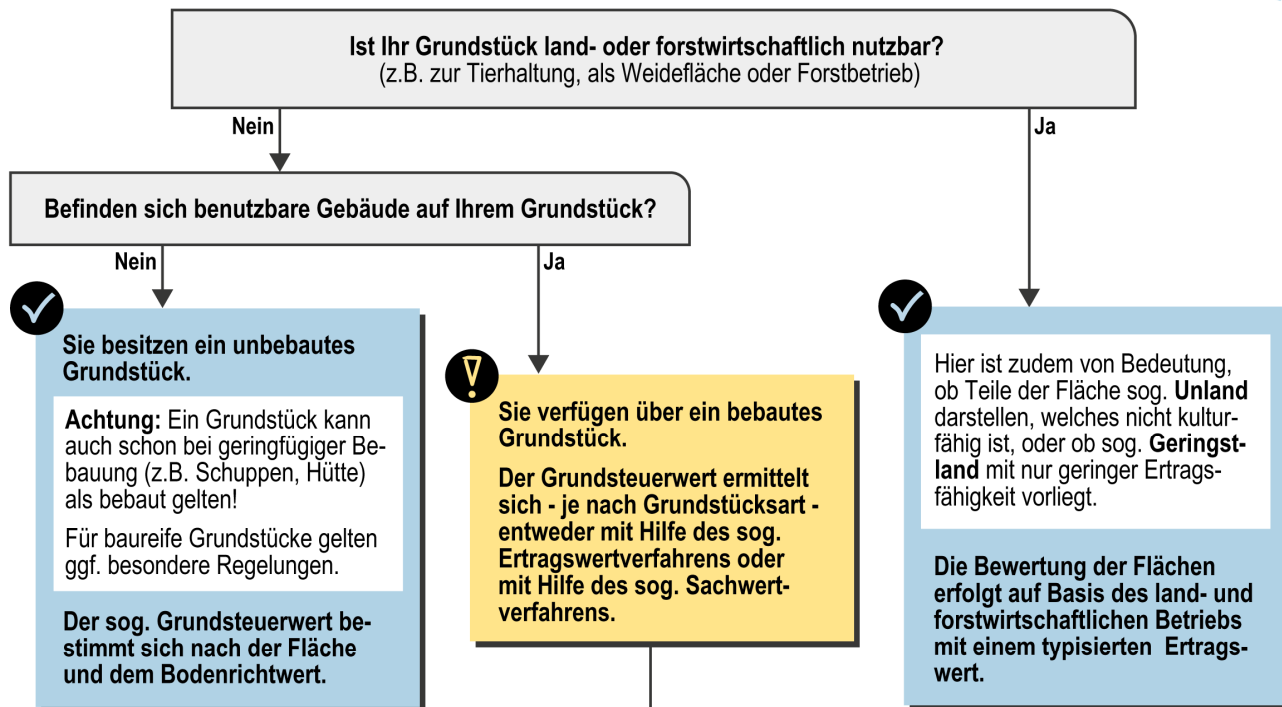 Ist Ihr Grundstück land- oder forstwirtschaftlich nutzbar?
(z.B. zur Tierhaltung, als Weidefläche oder Forstbetrieb)
Nein
Ja
Befinden sich benutzbare Gebäude auf Ihrem Grundstück?
Nein
Ja
Sie besitzen ein unbebautes
Grundstück.
Achtung: Ein Grundstück kann
auch schon bei geringfügiger Be-
bauung (z.B. Schuppen, Hütte)
als bebaut gelten!
Für baureife Grundstücke gelten
ggf. besondere Regelungen.
Der sog. Grundsteuerwert be-
stimmt sich nach der Fläche
und dem Bodenrichtwert.
Sie verfügen über ein bebautes
Grundstück.
Der Grundsteuerwert ermittelt
sich - je nach Grundstücksart -
entweder mit Hilfe des sog.
Ertragswertverfahrens oder
mit Hilfe des sog. Sachwert-
verfahrens.
Hier ist zudem von Bedeutung,
ob Teile der Fläche sog. Unland
darstellen, welches nicht kultur-
fähig ist, oder ob sog. Geringst-
land mit nur geringer Ertrags-
fähigkeit vorliegt.
Die Bewertung der Flächen
erfolgt auf Basis des land- und
forstwirtschaftlichen Betriebs
mit einem typisierten Ertrags-
wert.